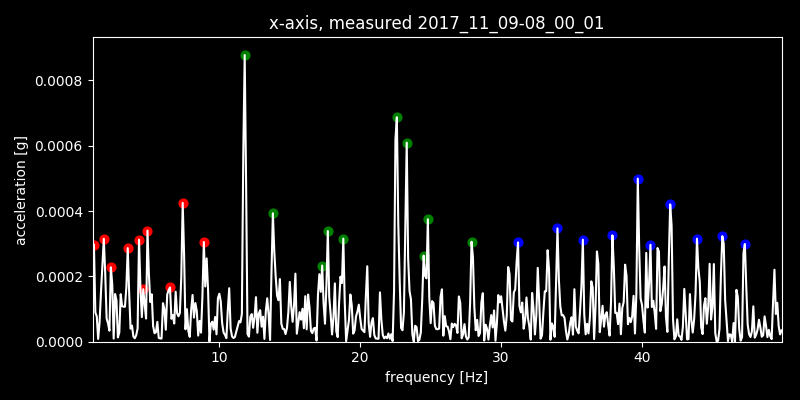 x-axis, measured 2017_11_09-08_00_01
0.0008
0.0006
0.0004
0.0002
0.0000
acceleration [g]
10 20 30 40
frequency [Hz]